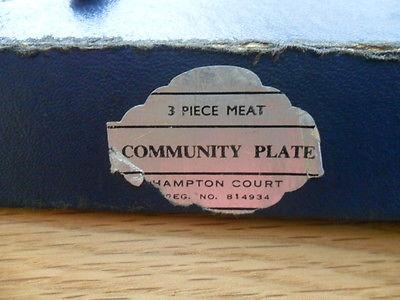 3 PIECE MEAT
COMMUNITY PLATE
HAMPTON COURT
REG. NO. 814934